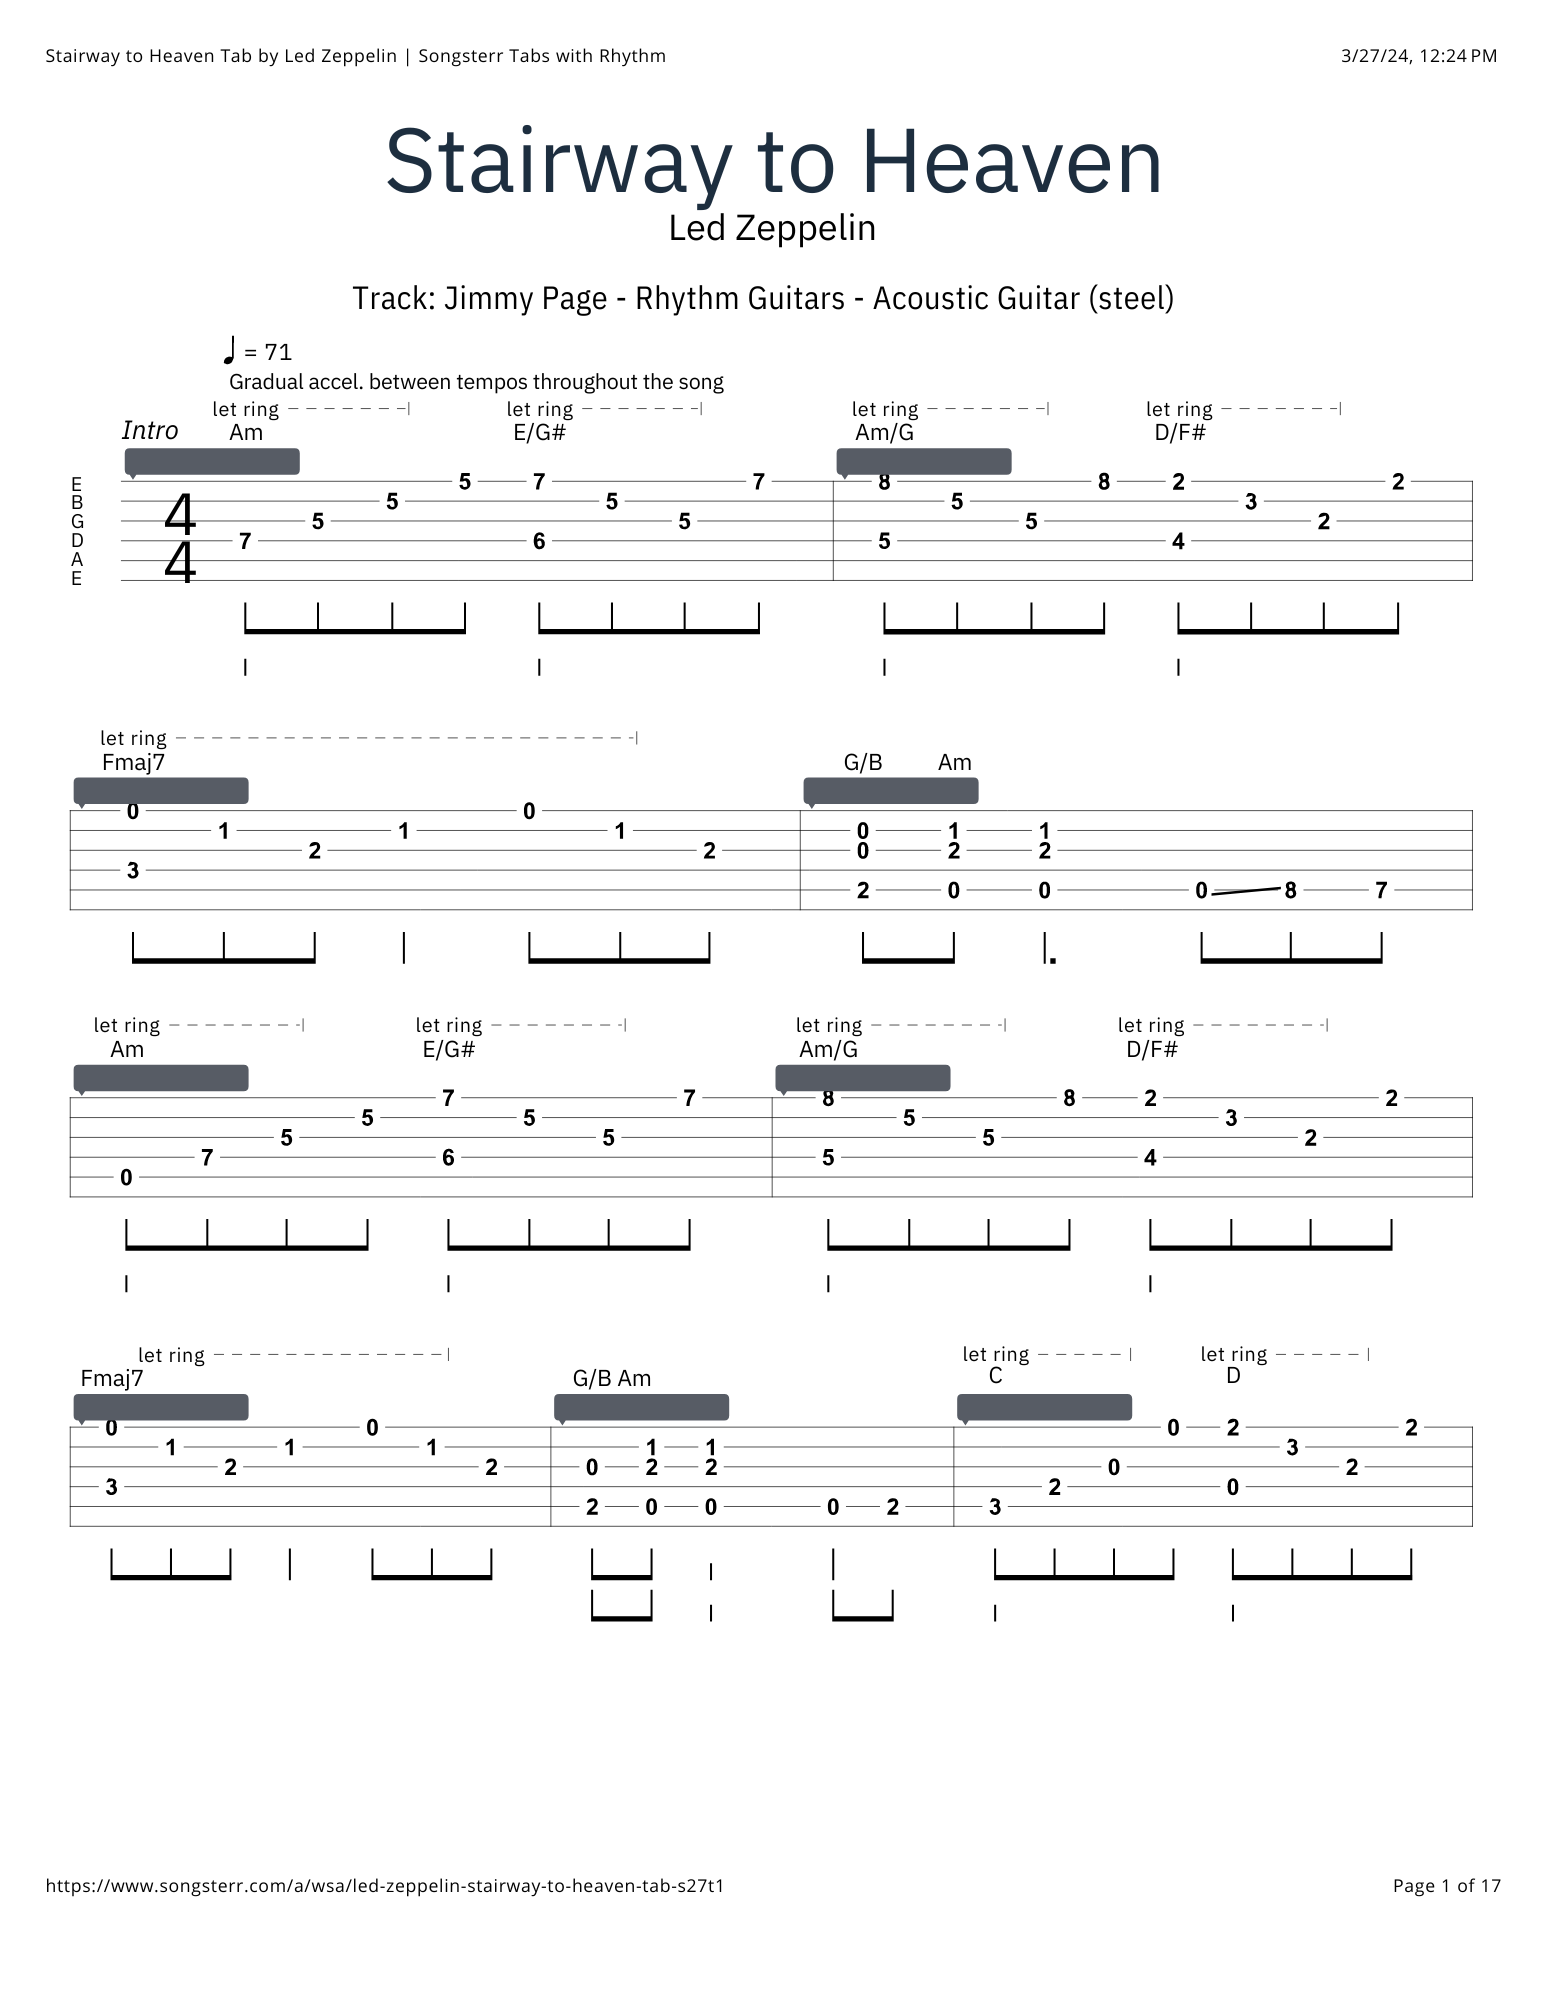 Stairway to Heaven Tab by Led Zeppelin | Songsterr Tabs with Rhythm 3/27/24, 12:24 PM
Stairway to Heaven
Led Zeppelin
Track: Jimmy Page - Rhythm Guitars - Acoustic Guitar (steel)
♩ = 71
Gradual accel. between tempos throughout the song
let ring let ring let ring let ring
Intro Am E/G# Am/G D/F#
E 5 7 7 8 8 2 2
B 5 5 5 3
G 4 5 5 5 2
D 7 6 5 4
A 4
E
let ring
Fmaj7 G/B Am
0 0
1 1 1 0 1 1
2 2 0 2 2
3
2 0 0 0 8 7
let ring let ring let ring let ring
Am E/G# Am/G D/F#
7 7 8 8 2 2
5 5 5 3
5 5 5 2
7 6 5 4
0
let ring let ring let ring
Fmaj7 G/B Am C D
0 0 0 2 2
1 1 1 1 1 3
2 2 0 2 2 0 2
3 2 0
2 0 0 0 2 3
https://www.songsterr.com/a/wsa/led-zeppelin-stairway-to-heaven-tab-s27t1 Page 1 of 17